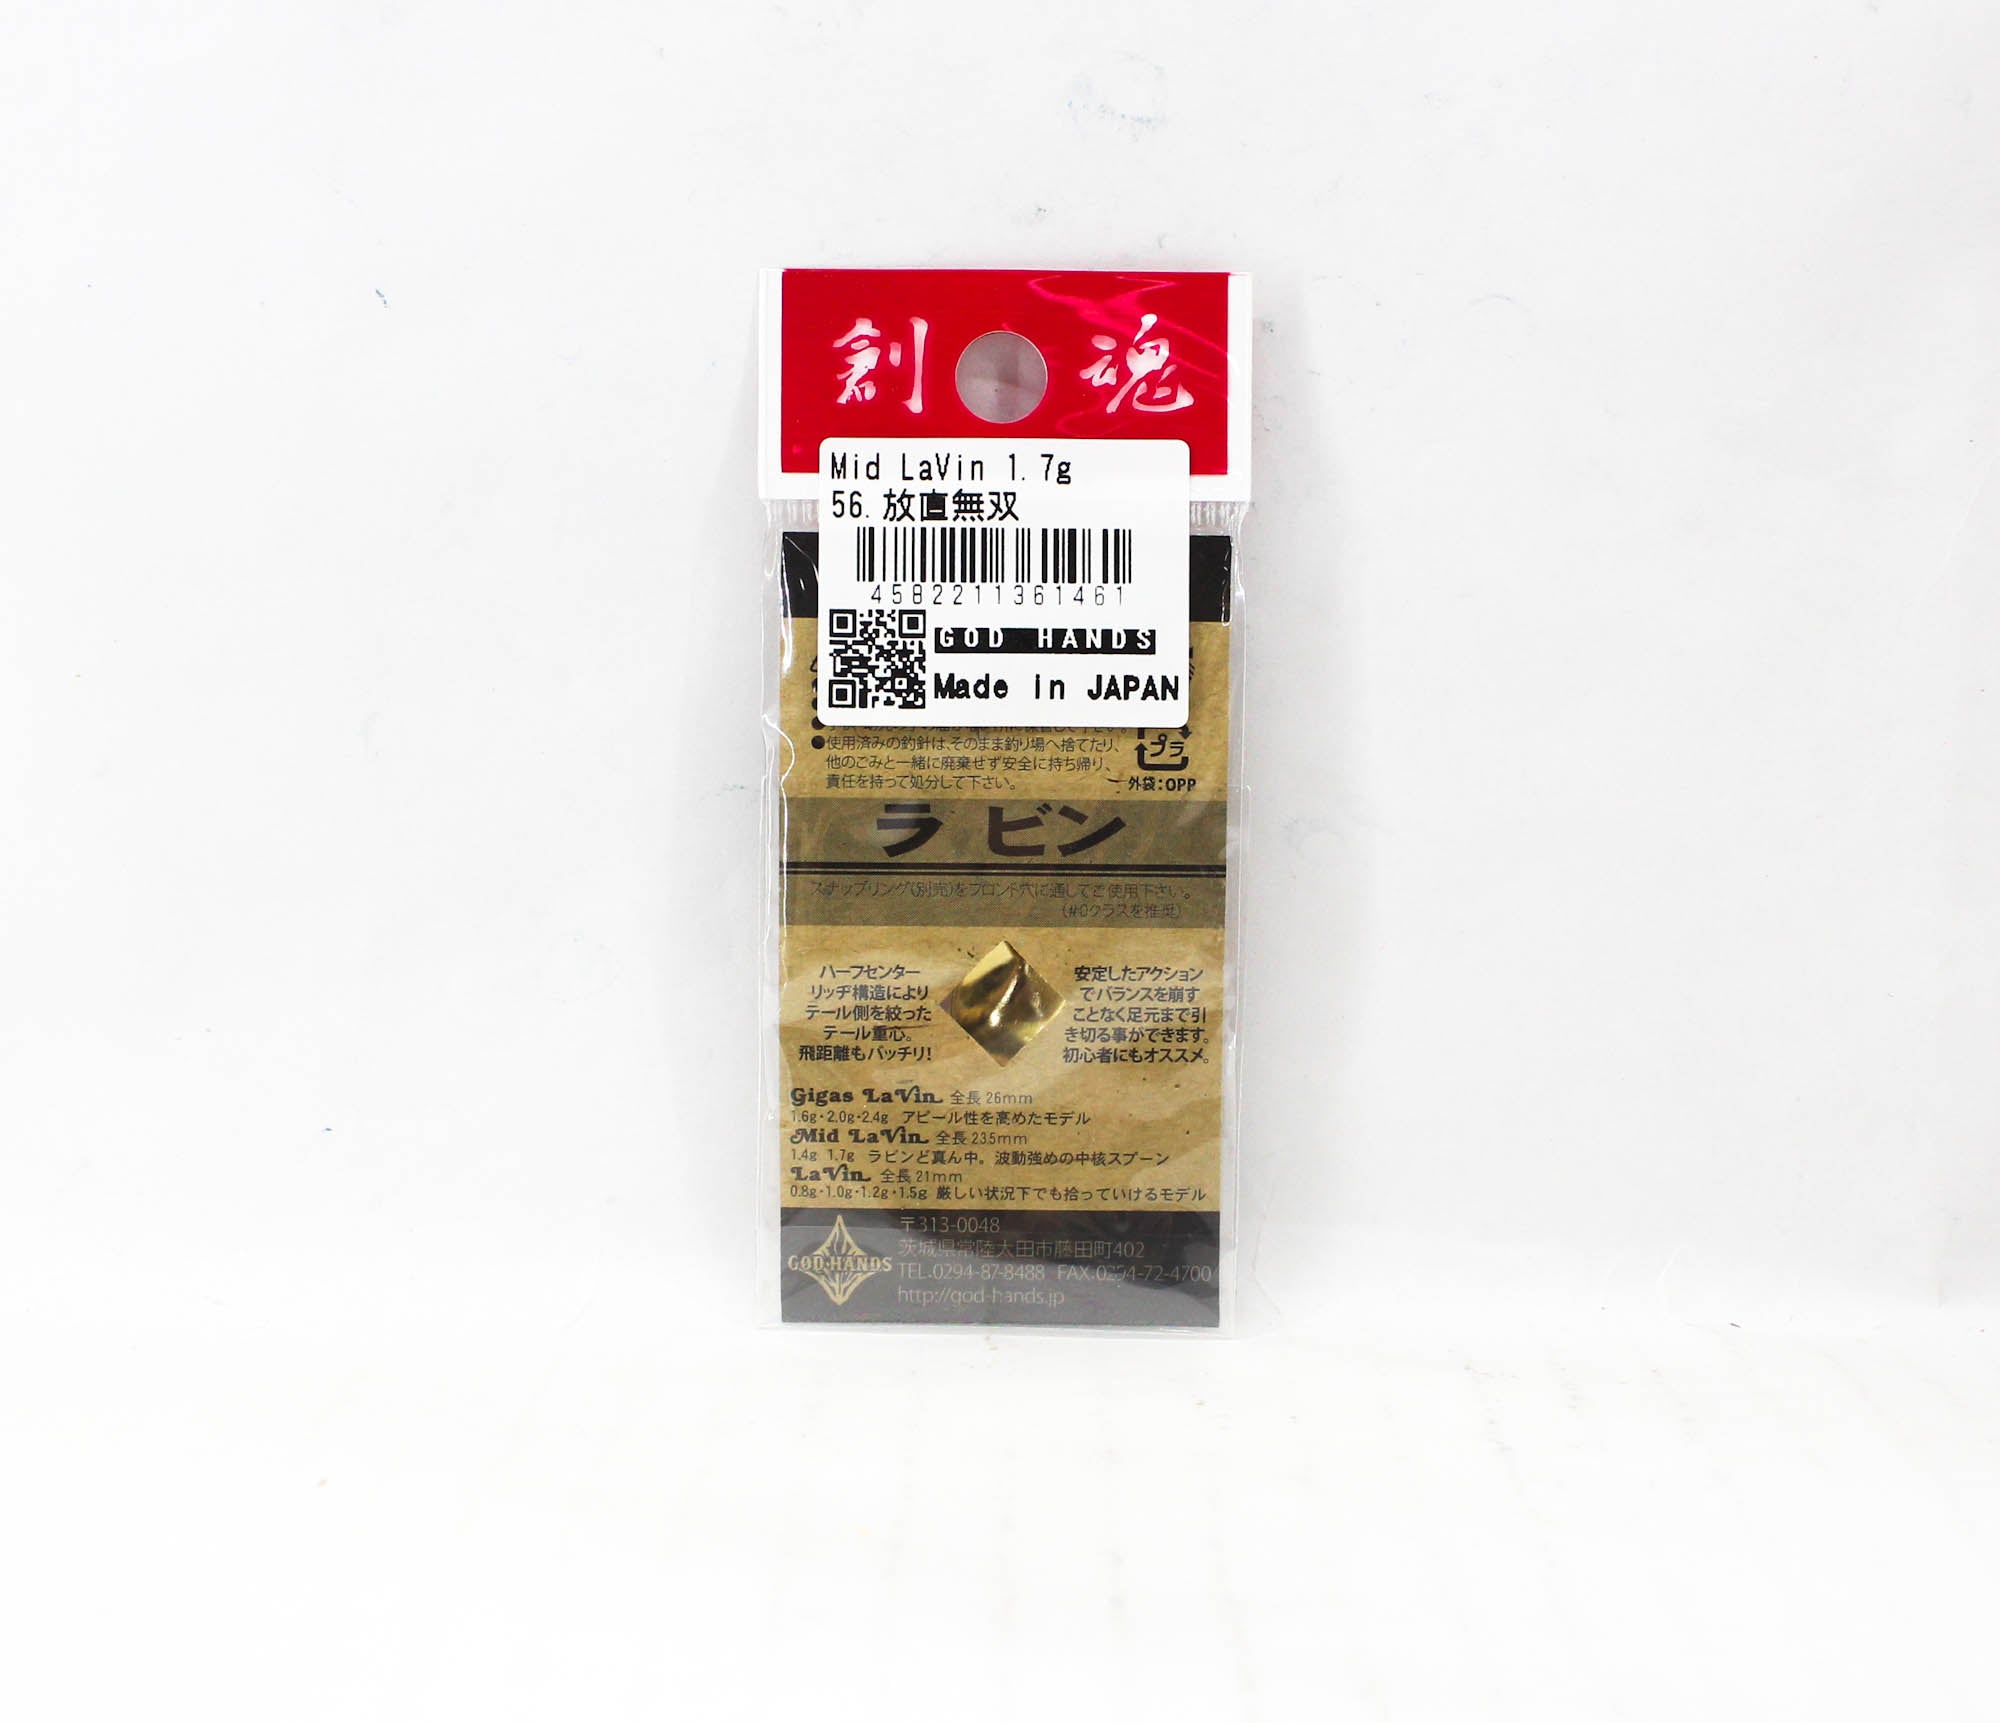 創 魂
Mid LaVin 1.7g
56.放直無双
4582211361461
GOD HANDS
Made in JAPAN
●使用済みの釣針は、そのまま釣り場へ捨てたり、
他のごみと一緒に廃棄せず安全に持ち帰り、
責任を持って処分して下さい。
プラ
外袋:OPP
ラビン
スナップリング(別売)をフロント穴に通してご使用下さい。
(#0クラスを推奨)
ハーフセンター
リッヂ構造により
テール側を絞った
テール重心。
飛距離もバッチリ!
安定したアクション
でバランスを崩す
ことなく足元まで引
き切る事ができます。
初心者にもオススメ。
Gigas LaVin 全長26mm
1.6g・2.0g・2.4g アピール性を高めたモデル
Mid LaVin 全長23.5mm
1.4g 1.7g ラビンど真ん中。波動強めの中核スプーン
LaVin 全長21mm
0.8g・1.0g・1.2g・1.5g 厳しい状況下でも拾っていけるモデル
GOD HANDS
〒313-0048
茨城県常陸太田市藤田町402
TEL.0294-87-8488 FAX.0294-72-4700
http://god-hands.jp